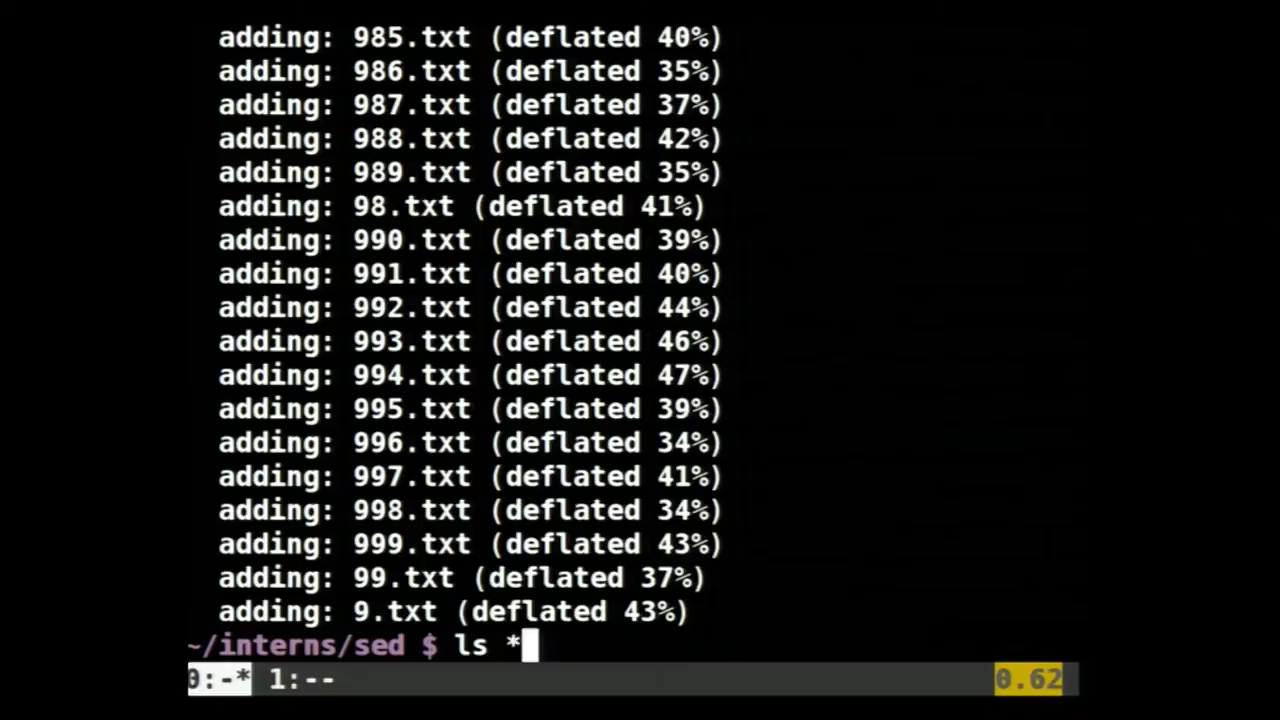 adding: 985.txt (deflated 40%)
adding: 986.txt (deflated 35%)
adding: 987.txt (deflated 37%)
adding: 988.txt (deflated 42%)
adding: 989.txt (deflated 35%)
adding: 98.txt (deflated 41%)
adding: 990.txt (deflated 39%)
adding: 991.txt (deflated 40%)
adding: 992.txt (deflated 44%)
adding: 993.txt (deflated 46%)
adding: 994.txt (deflated 47%)
adding: 995.txt (deflated 39%)
adding: 996.txt (deflated 34%)
adding: 997.txt (deflated 41%)
adding: 998.txt (deflated 34%)
adding: 999.txt (deflated 43%)
adding: 99.txt (deflated 37%)
adding: 9.txt (deflated 43%)
~/interns/sed $ ls *
0:-* 1:-- 0.62